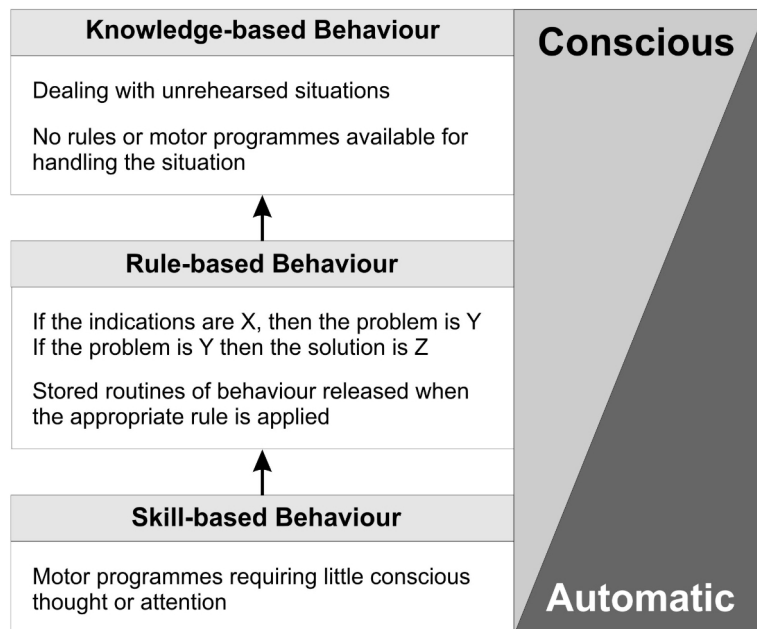 Knowledge-based Behaviour
Conscious
Dealing with unrehearsed situations
No rules or motor programmes available for
handling the situation
Rule-based Behaviour
If the indications are X, then the problem is Y
If the problem is Y then the solution is Z
Stored routines of behaviour released when
the appropriate rule is applied
Skill-based Behaviour
Motor programmes requiring little conscious
thought or attention
Automatic